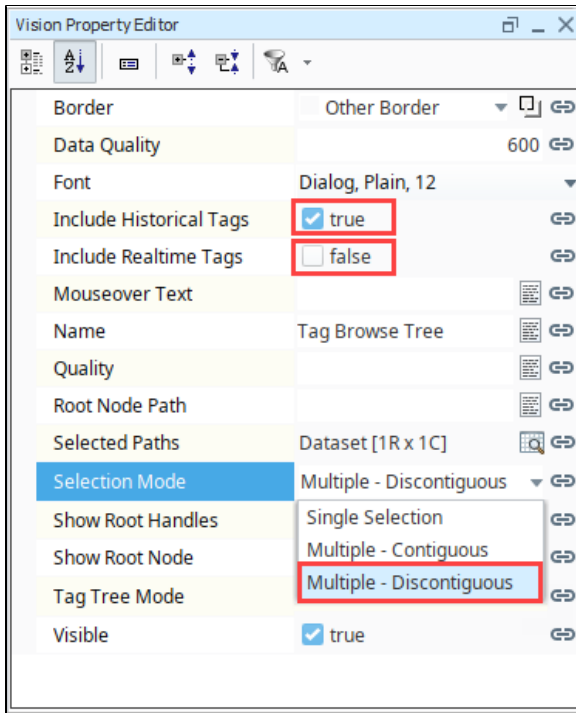 Vision Property Editor
Border Other Border
Data Quality 600
Font Dialog, Plain, 12
Include Historical Tags true
Include Realtime Tags false
Mouseover Text
Name Tag Browse Tree
Quality
Root Node Path
Selected Paths Dataset [1R x 1C]
Selection Mode Multiple - Discontiguous
Show Root Handles Single Selection
Show Root Node Multiple - Contiguous
Tag Tree Mode Multiple - Discontiguous
Visible true